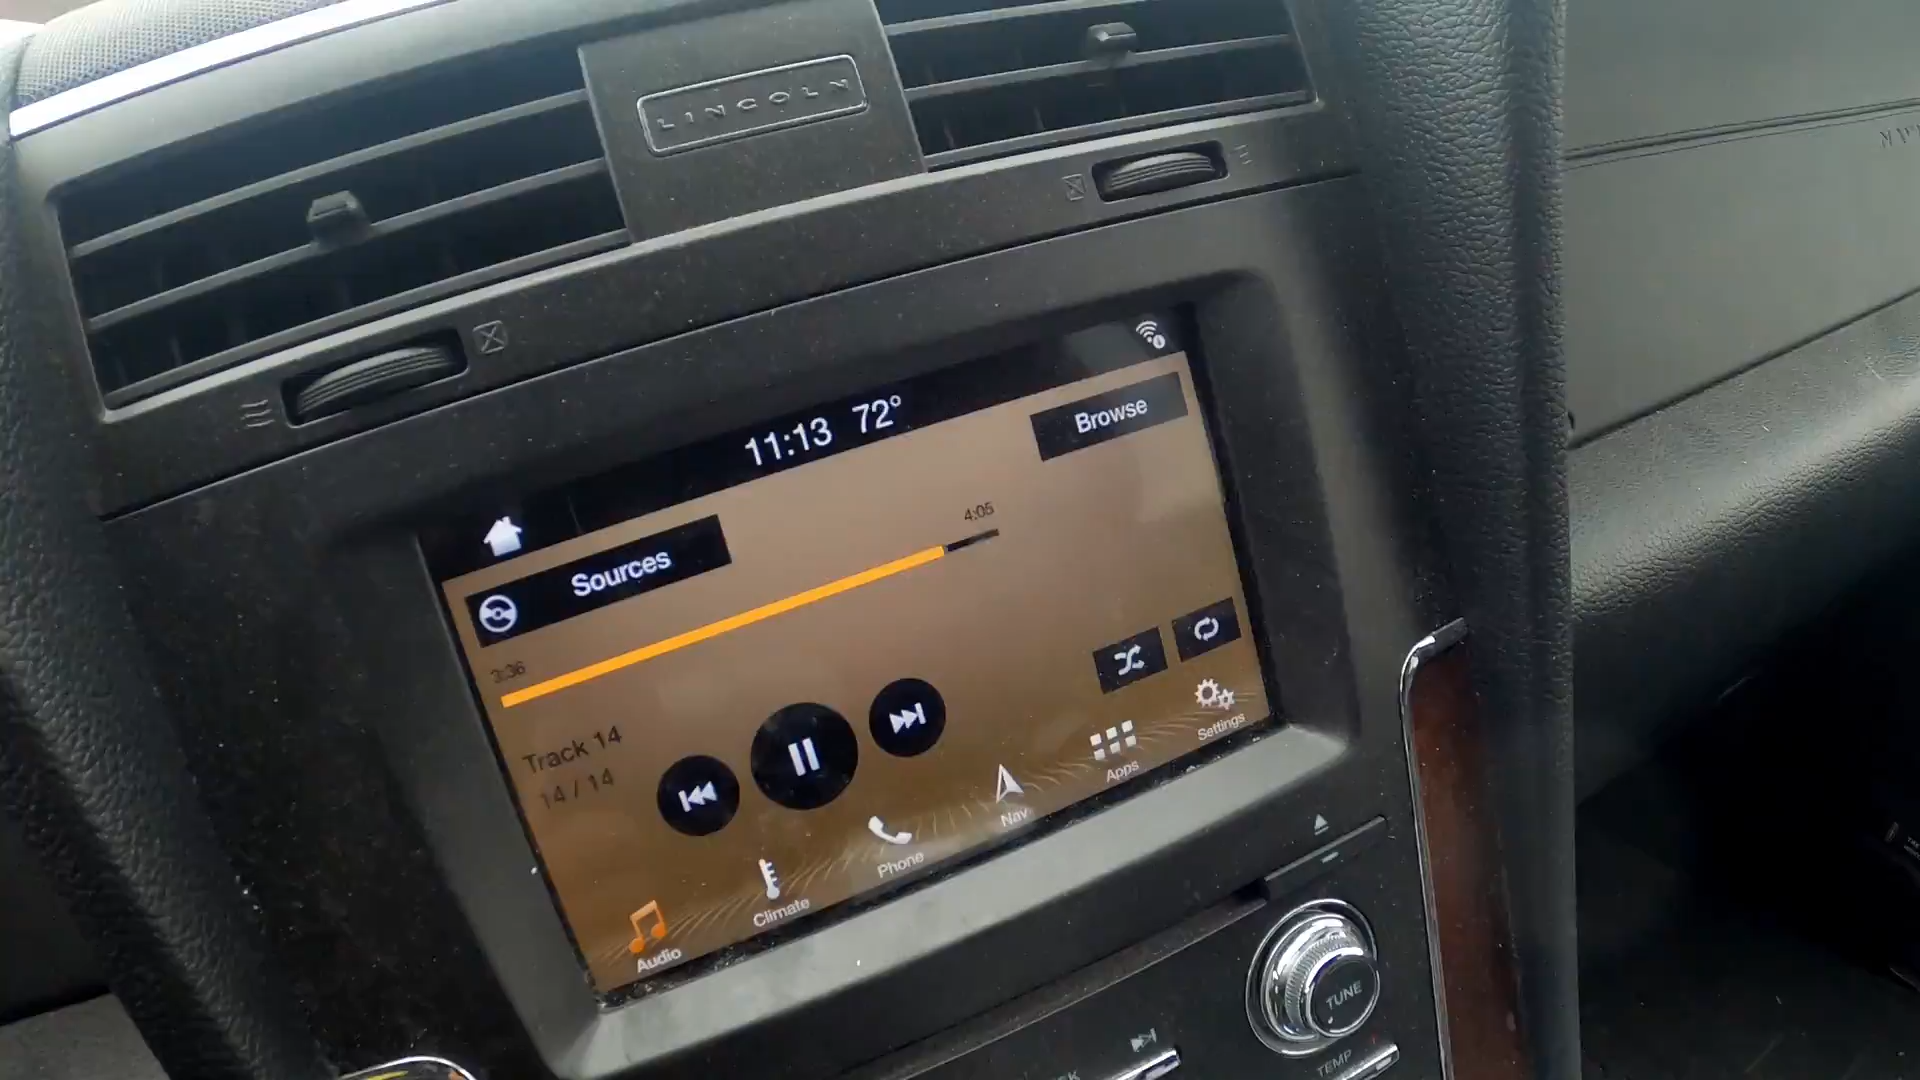 LINCOLN
11:13 72°
Browse
Sources
4:05
3:36
Track 14
14 / 14
Settings
Apps
Nav
Phone
Climate
Audio
TUNE
TEMP